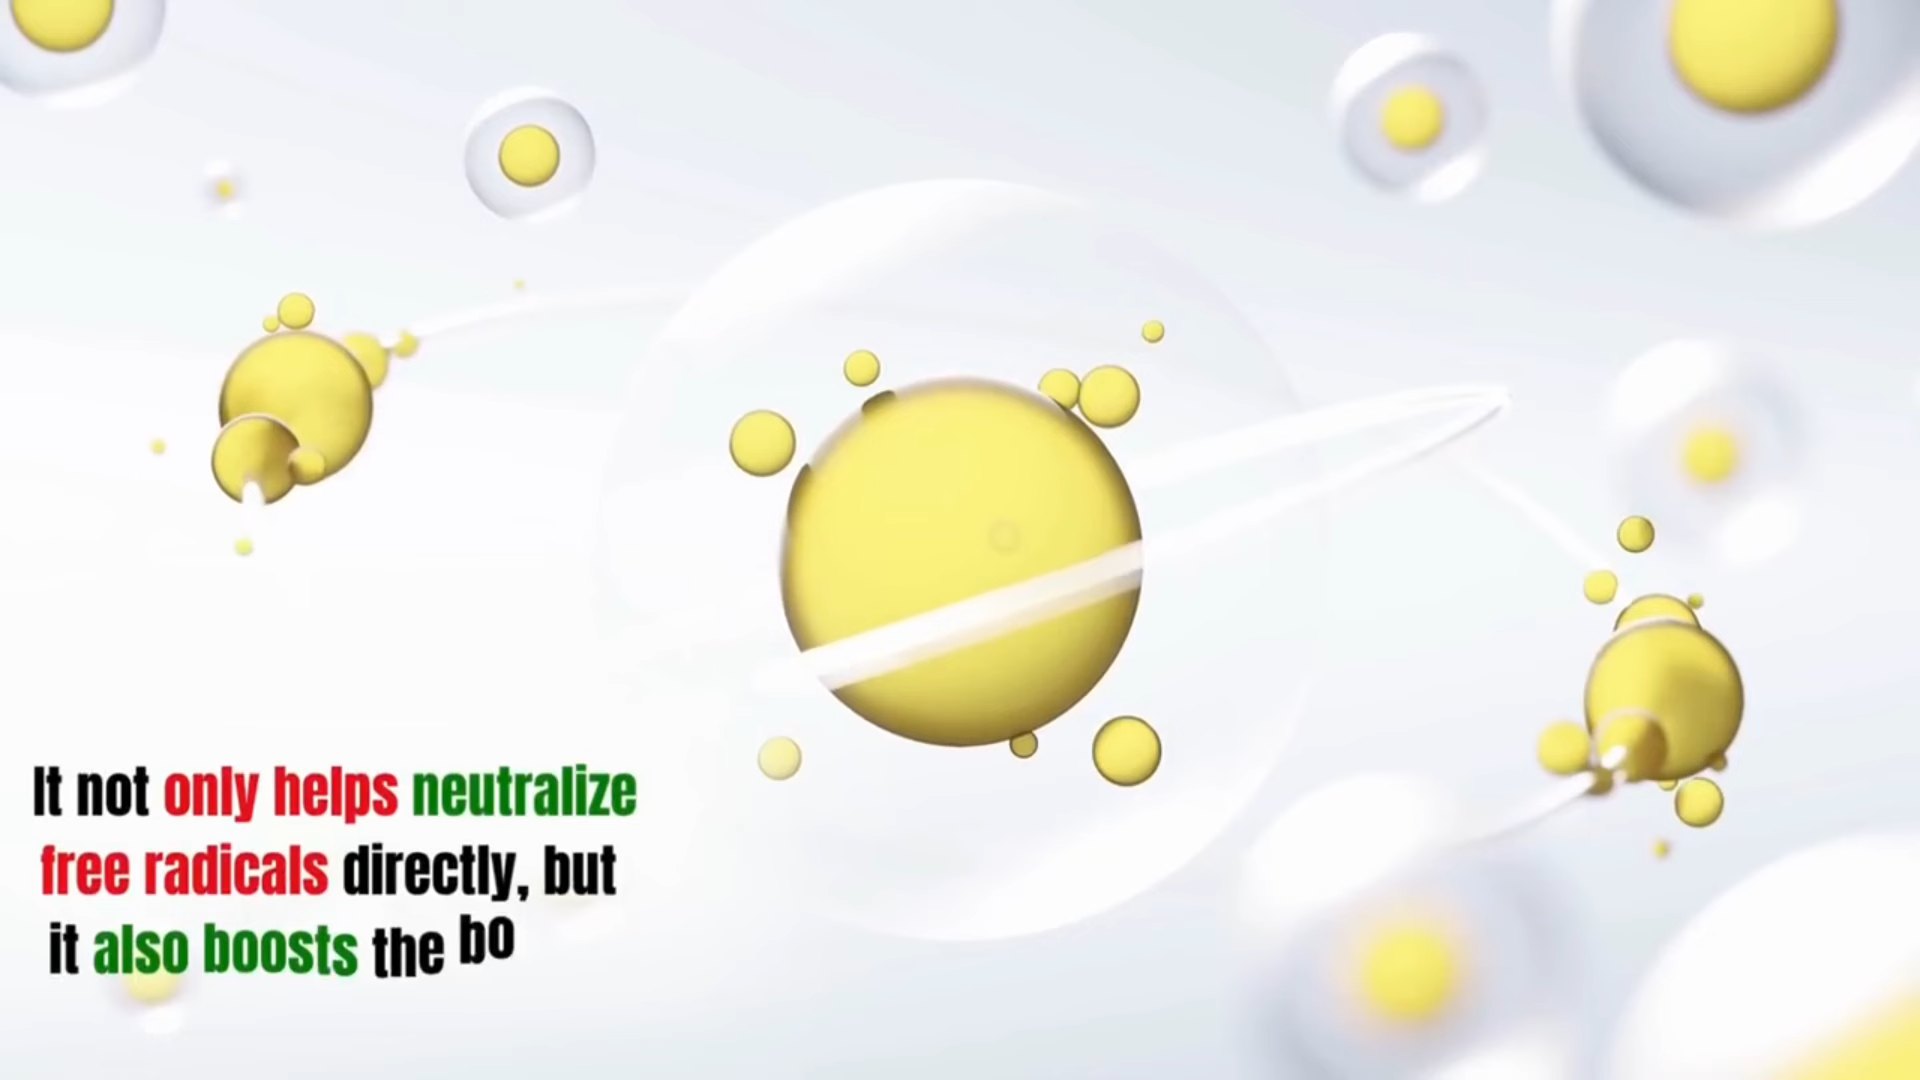 It not only helps neutralize
free radicals directly, but
it also boosts the bo